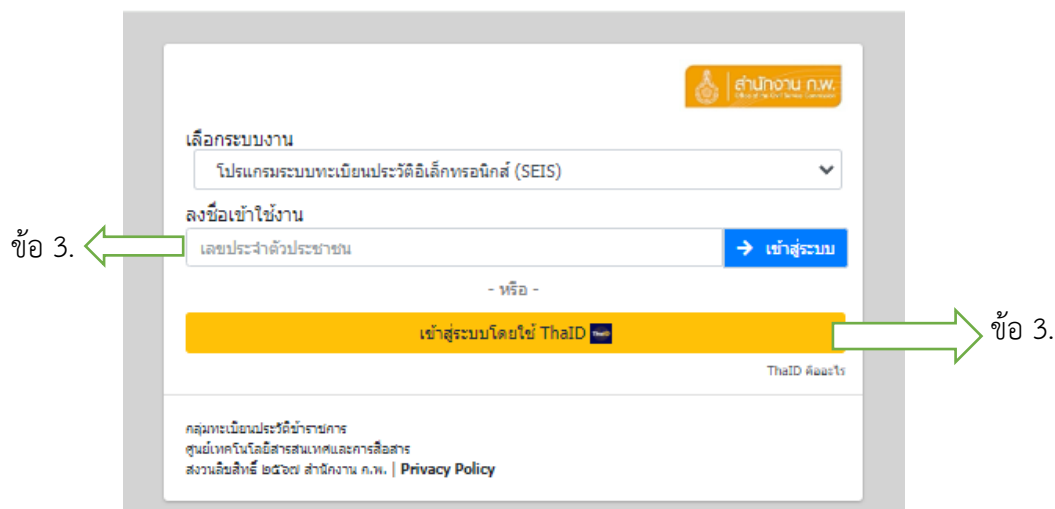 สำนักงาน ก.พ.
เลือกระบบงาน
โปรแกรมระบบทะเบียนประวัติอิเล็กทรอนิกส์ (SEIS)
ลงชื่อเข้าใช้งาน
ข้อ 3.
เลขประจำตัวประชาชน
เข้าสู่ระบบ
- หรือ -
เข้าสู่ระบบโดยใช้ ThaID
ข้อ 3.
ThaID คืออะไร
กลุ่มทะเบียนประวัติข้าราชการ
ศูนย์เทคโนโลยีสารสนเทศและการสื่อสาร
สงวนลิขสิทธิ์ ๒๕๖๗ สำนักงาน ก.พ. | Privacy Policy